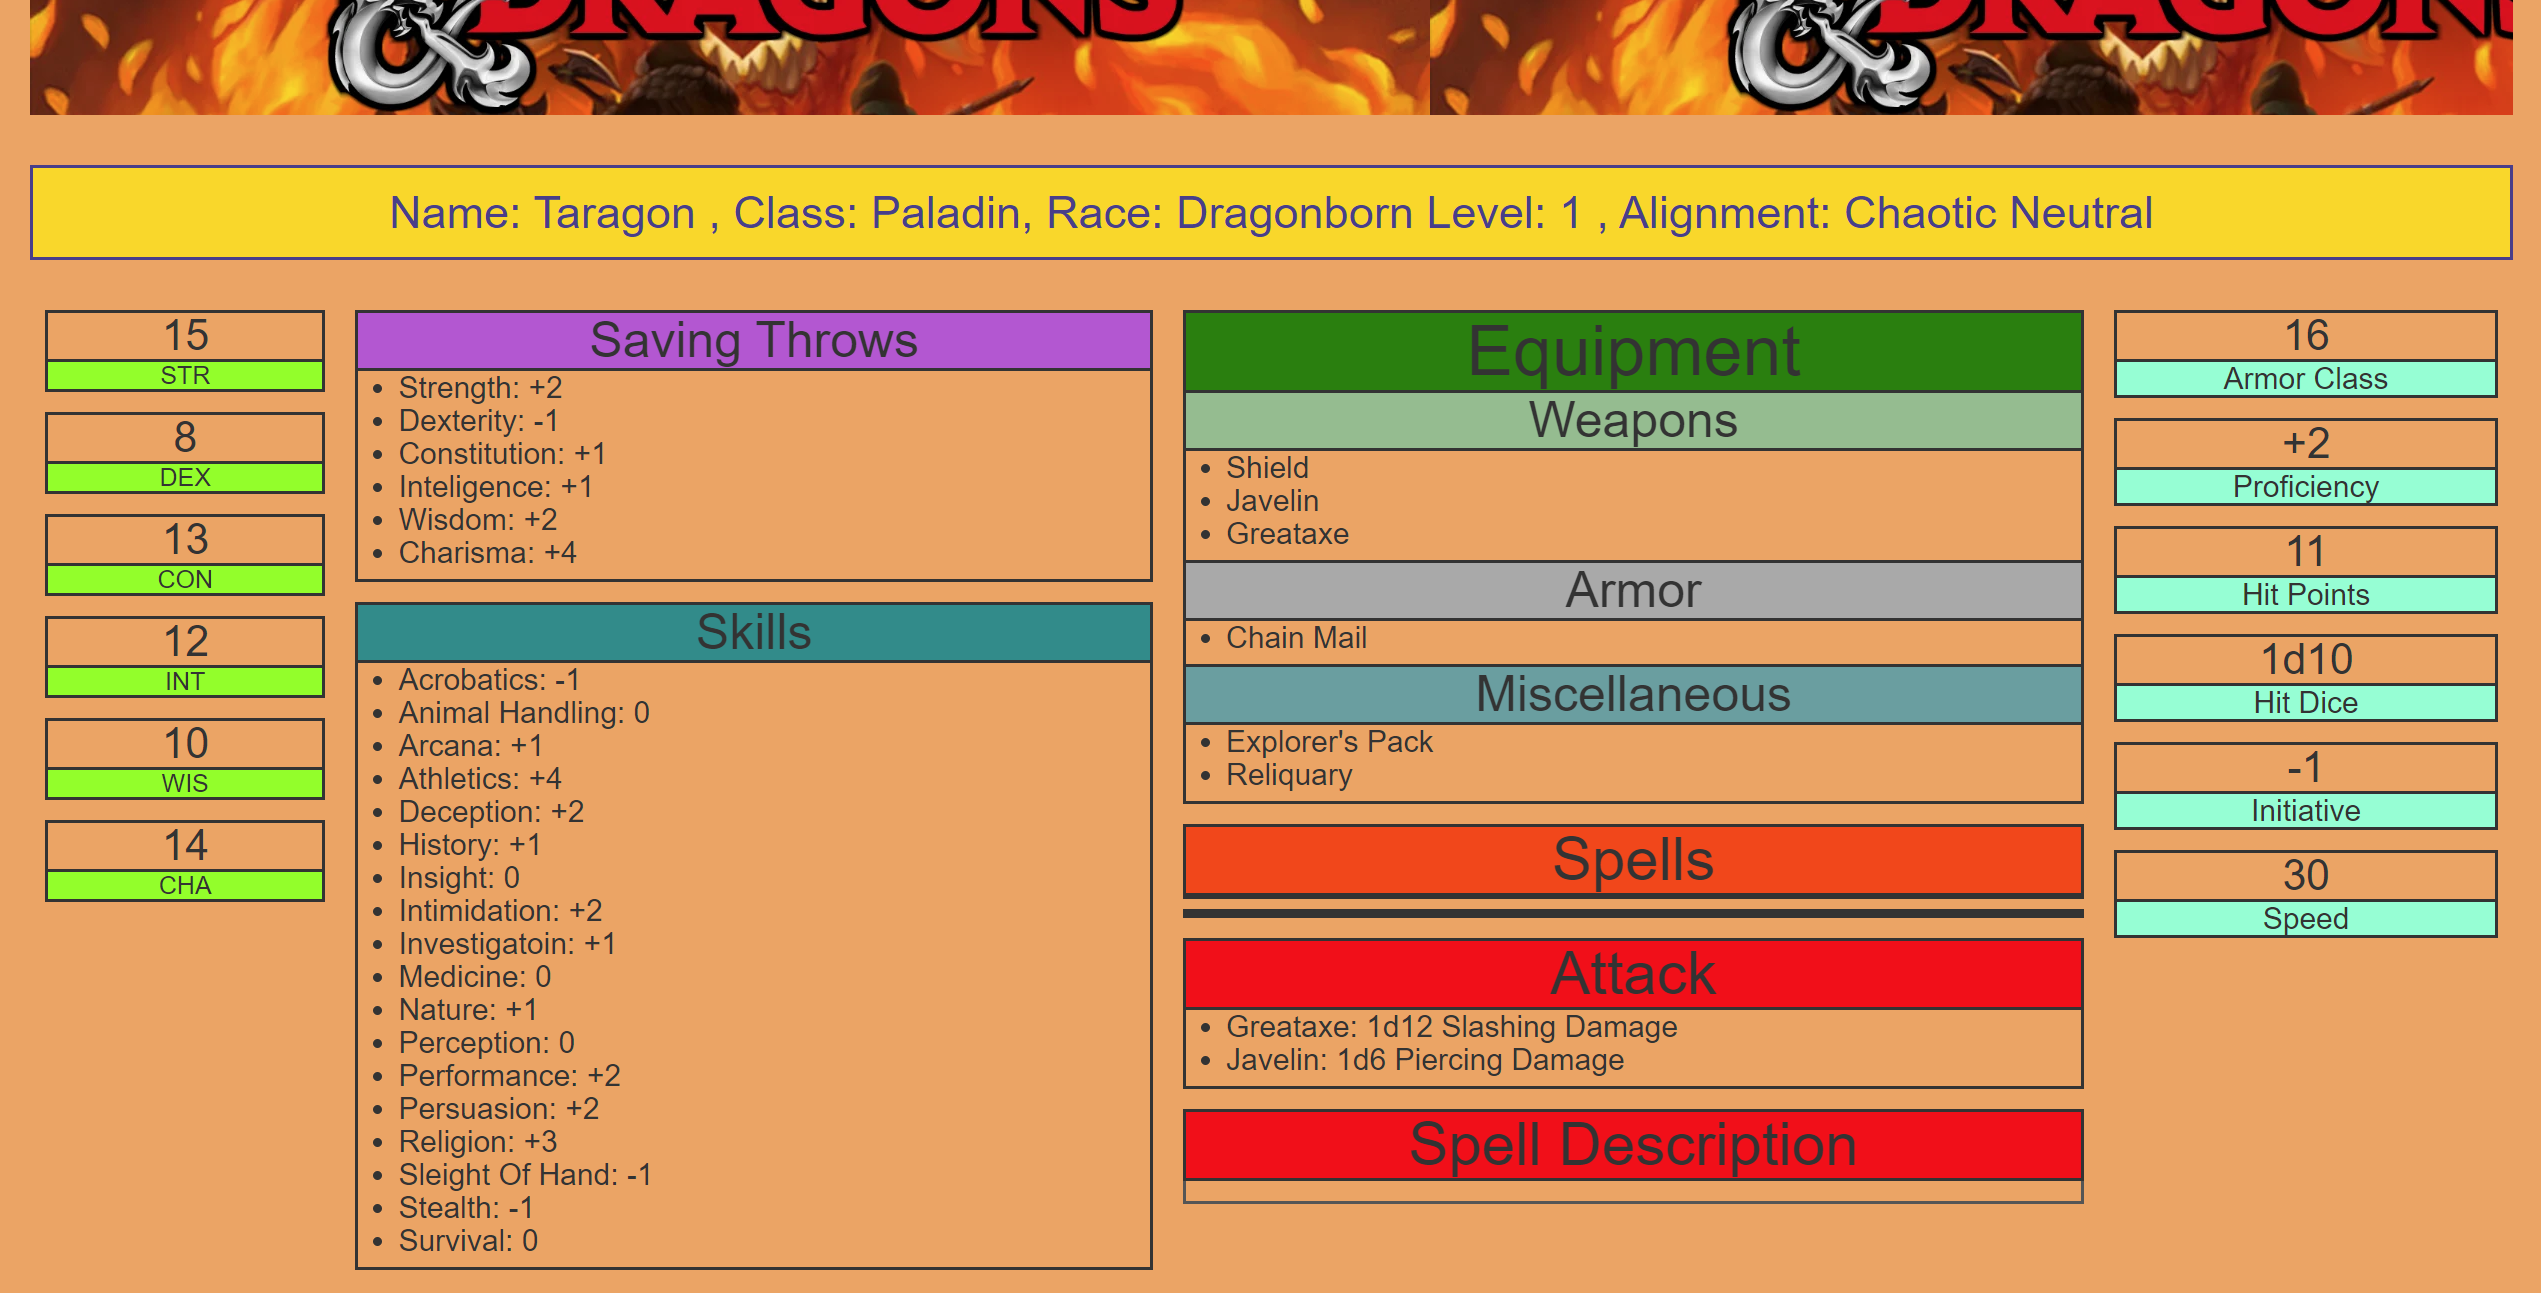 DRAGONS
DRAGONS
Name: Taragon , Class: Paladin, Race: Dragonborn Level: 1 , Alignment: Chaotic Neutral
15
STR
8
DEX
13
CON
12
INT
10
WIS
14
CHA
Saving Throws
Strength: +2
Dexterity: -1
Constitution: +1
Inteligence: +1
Wisdom: +2
Charisma: +4
Skills
Acrobatics: -1
Animal Handling: 0
Arcana: +1
Athletics: +4
Deception: +2
History: +1
Insight: 0
Intimidation: +2
Investigatoin: +1
Medicine: 0
Nature: +1
Perception: 0
Performance: +2
Persuasion: +2
Religion: +3
Sleight Of Hand: -1
Stealth: -1
Survival: 0
Equipment
Weapons
Shield
Javelin
Greataxe
Armor
Chain Mail
Miscellaneous
Explorer's Pack
Reliquary
Spells
Attack
Greataxe: 1d12 Slashing Damage
Javelin: 1d6 Piercing Damage
Spell Description
16
Armor Class
+2
Proficiency
11
Hit Points
1d10
Hit Dice
-1
Initiative
30
Speed